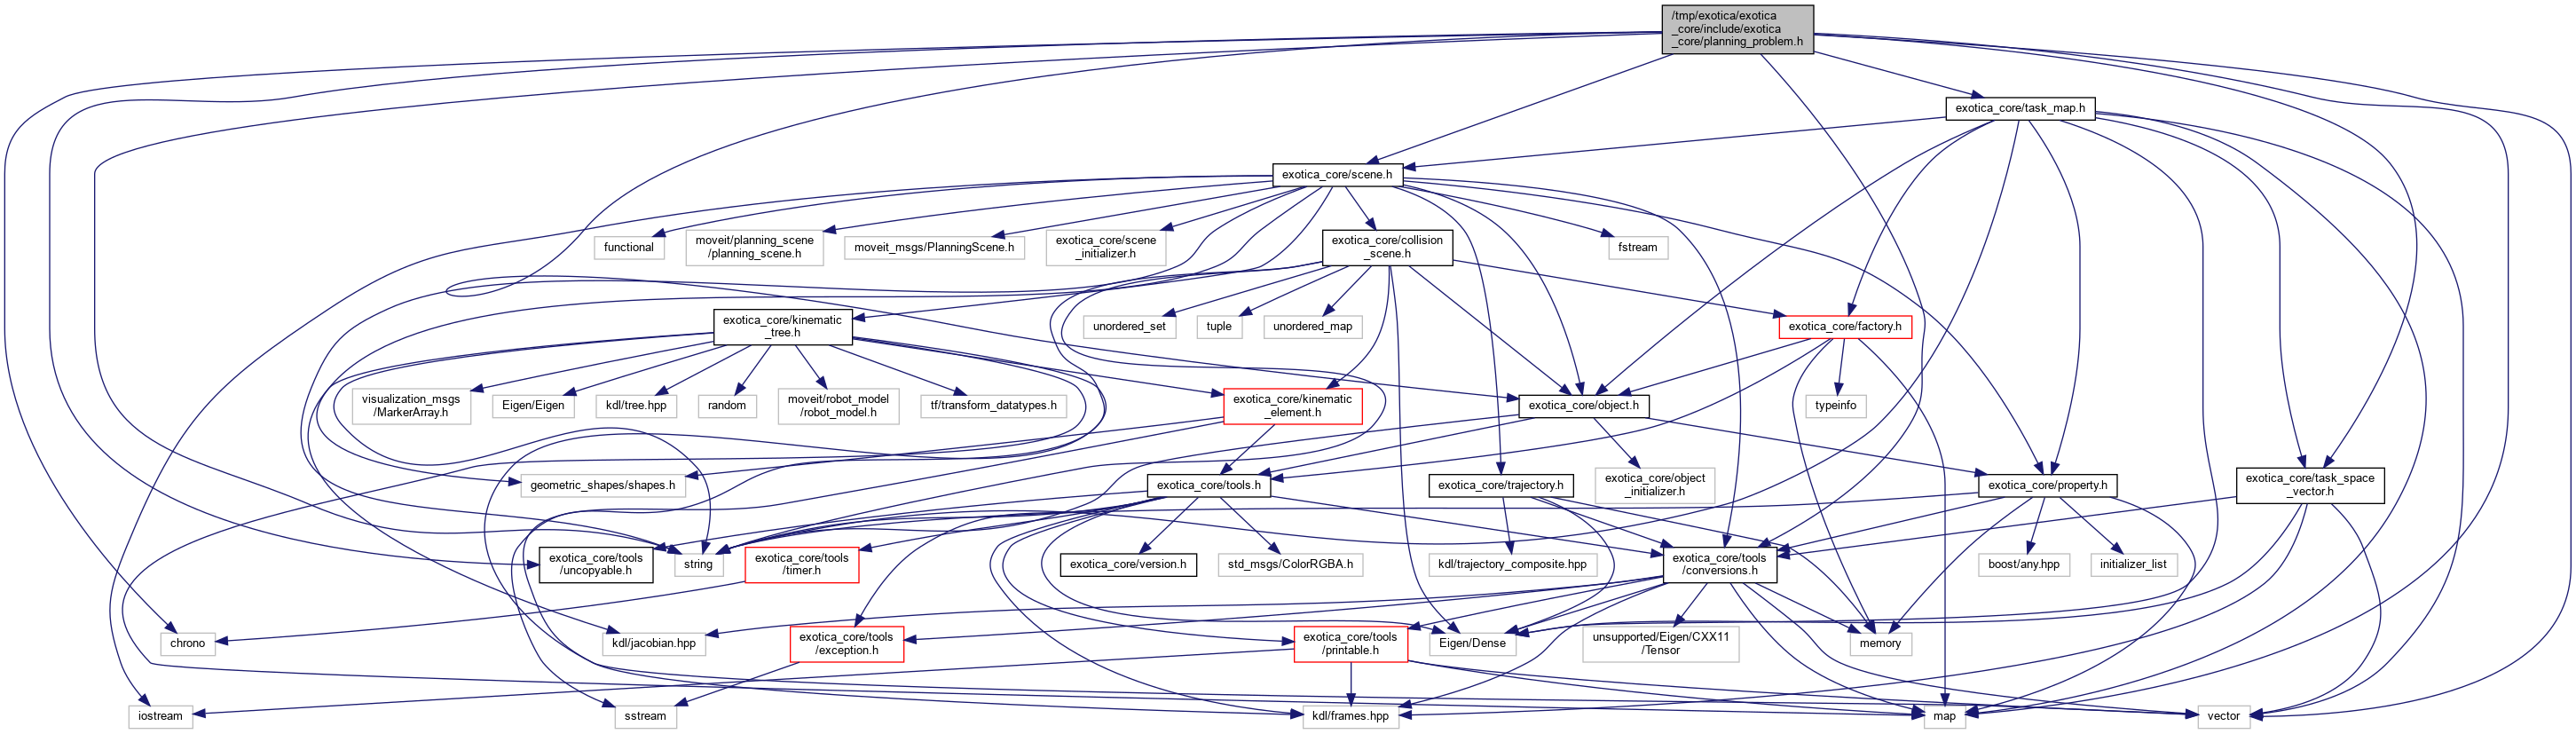 /tmp/exotica/exotica
_core/include/exotica
_core/planning_problem.h
exotica_core/task_map.h
exotica_core/scene.h
functional
moveit/planning_scene
/planning_scene.h
moveit_msgs/PlanningScene.h
exotica_core/scene
_initializer.h
exotica_core/collision
_scene.h
fstream
exotica_core/kinematic
_tree.h
unordered_set
tuple
unordered_map
exotica_core/factory.h
visualization_msgs
/MarkerArray.h
Eigen/Eigen
kdl/tree.hpp
random
moveit/robot_model
/robot_model.h
tf/transform_datatypes.h
exotica_core/kinematic
_element.h
exotica_core/object.h
typeinfo
geometric_shapes/shapes.h
exotica_core/tools.h
exotica_core/trajectory.h
exotica_core/object
_initializer.h
exotica_core/property.h
exotica_core/task_space
_vector.h
exotica_core/tools
/uncopyable.h
string
exotica_core/tools
/timer.h
exotica_core/version.h
std_msgs/ColorRGBA.h
kdl/trajectory_composite.hpp
exotica_core/tools
/conversions.h
boost/any.hpp
initializer_list
chrono
kdl/jacobian.hpp
exotica_core/tools
/exception.h
exotica_core/tools
/printable.h
Eigen/Dense
unsupported/Eigen/CXX11
/Tensor
memory
iostream
sstream
kdl/frames.hpp
map
vector